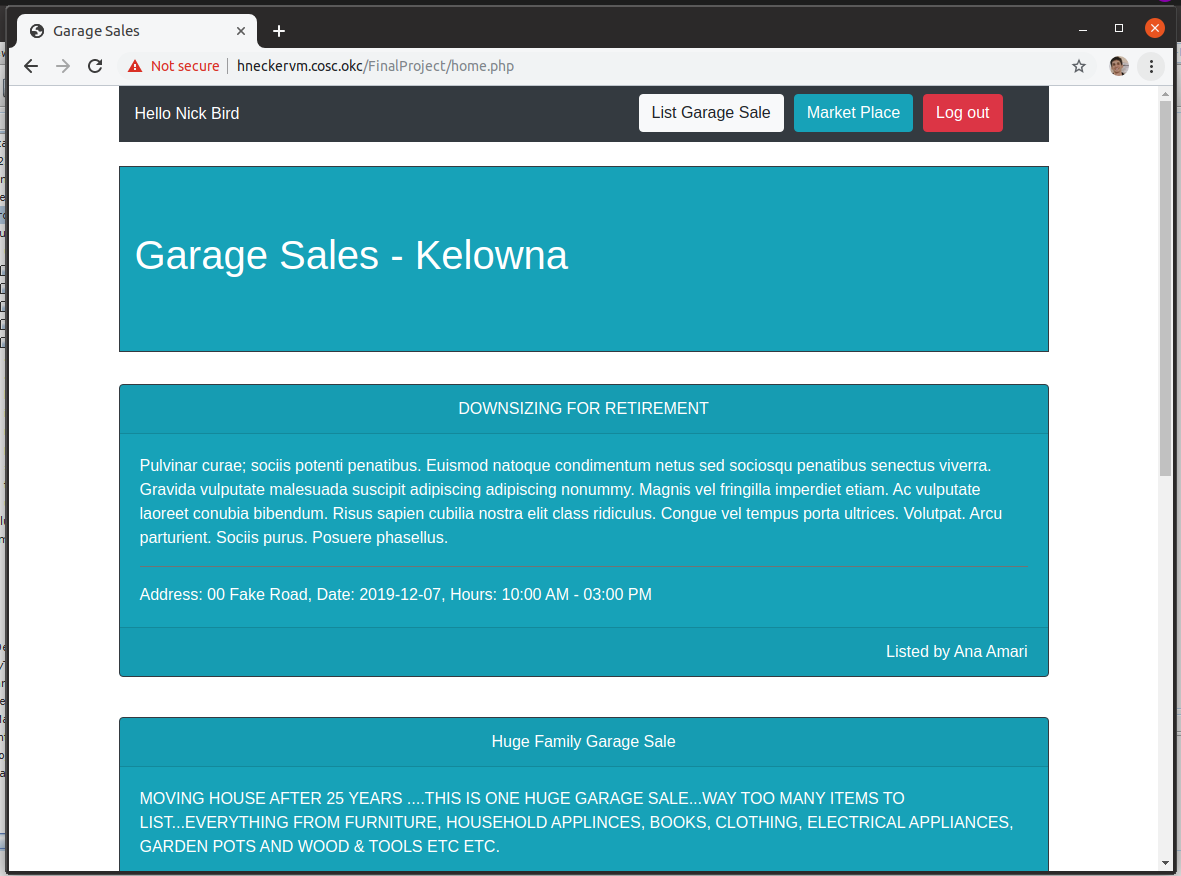 Garage Sales
Not secure | hneckervm.cosc.okc/FinalProject/home.php
Hello Nick Bird
List Garage Sale
Market Place
Log out
Garage Sales - Kelowna
DOWNSIZING FOR RETIREMENT
Pulvinar curae; sociis potenti penatibus. Euismod natoque condimentum netus sed sociosqu penatibus senectus viverra.
Gravida vulputate malesuada suscipit adipiscing adipiscing nonummy. Magnis vel fringilla imperdiet etiam. Ac vulputate
laoreet conubia bibendum. Risus sapien cubilia nostra elit class ridiculus. Congue vel tempus porta ultrices. Volutpat. Arcu
parturient. Sociis purus. Posuere phasellus.
Address: 00 Fake Road, Date: 2019-12-07, Hours: 10:00 AM - 03:00 PM
Listed by Ana Amari
Huge Family Garage Sale
MOVING HOUSE AFTER 25 YEARS ....THIS IS ONE HUGE GARAGE SALE...WAY TOO MANY ITEMS TO
LIST...EVERYTHING FROM FURNITURE, HOUSEHOLD APPLINCES, BOOKS, CLOTHING, ELECTRICAL APPLIANCES,
GARDEN POTS AND WOOD & TOOLS ETC ETC.